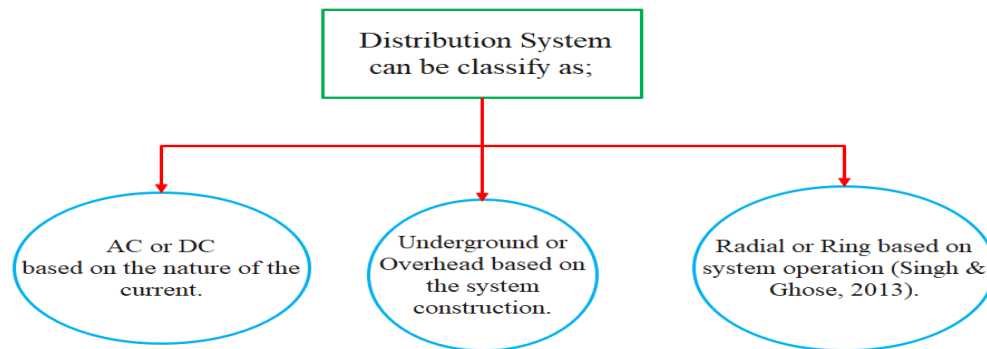 Distribution System
can be classify as;
AC or DC
based on the nature of the
current.
Underground or
Overhead based on
the system
construction.
Radial or Ring based on
system operation (Singh &
Ghose, 2013).